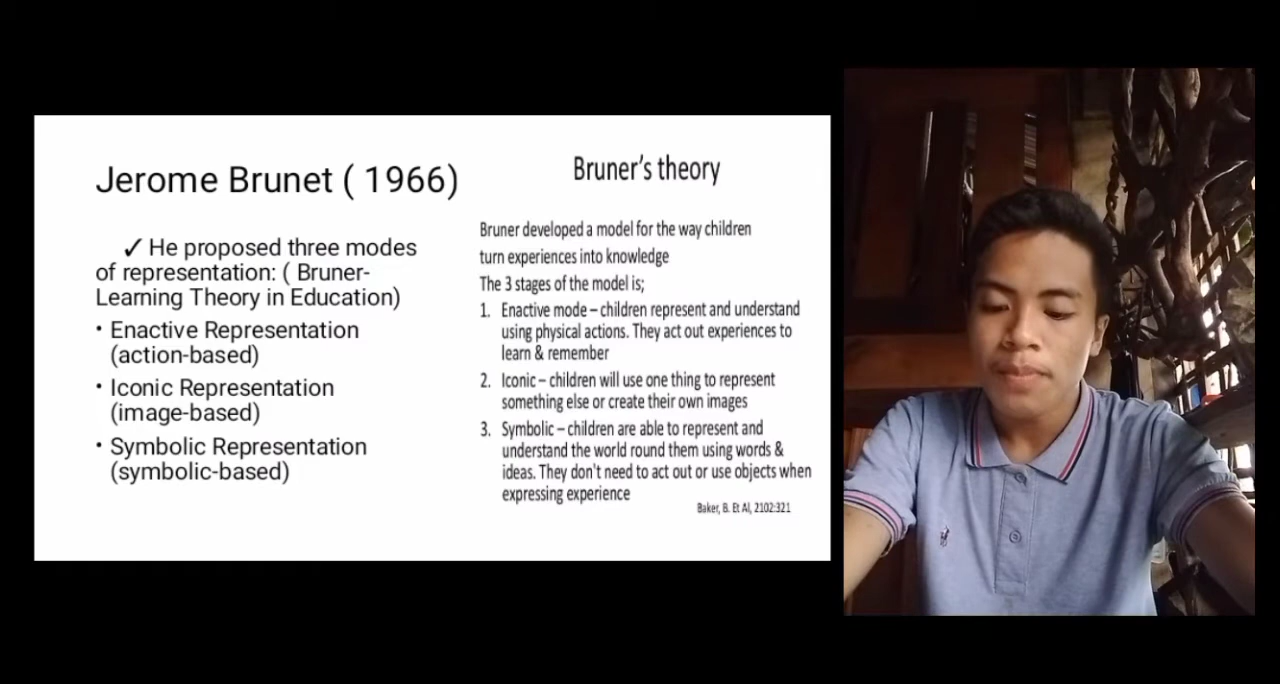 Jerome Brunet ( 1966)
✓ He proposed three modes
of representation: ( Bruner-
Learning Theory in Education)
• Enactive Representation
(action-based)
• Iconic Representation
(image-based)
• Symbolic Representation
(symbolic-based)
Bruner's theory
Bruner developed a model for the way children
turn experiences into knowledge
The 3 stages of the model is;
1. Enactive mode – children represent and understand
using physical actions. They act out experiences to
learn & remember
2. Iconic – children will use one thing to represent
something else or create their own images
3. Symbolic – children are able to represent and
understand the world round them using words &
ideas. They don't need to act out or use objects when
expressing experience
Baker, B. Et Al, 2102:321